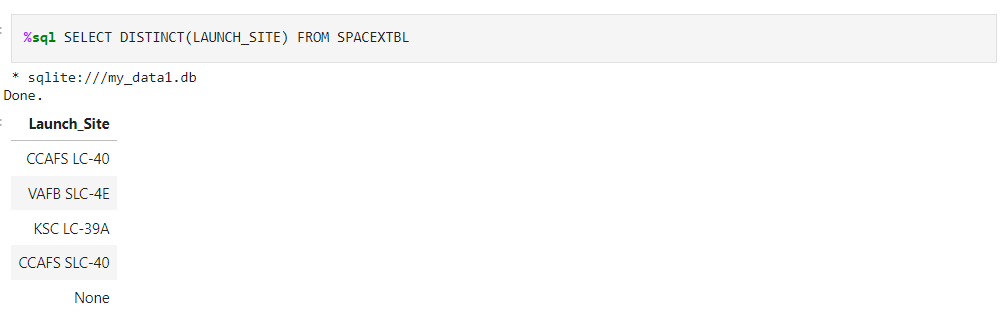 %sql SELECT DISTINCT(LAUNCH_SITE) FROM SPACEXTBL
* sqlite:///my_data1.db
Done.
Launch_Site
CCAFS LC-40
VAFB SLC-4E
KSC LC-39A
CCAFS SLC-40
None